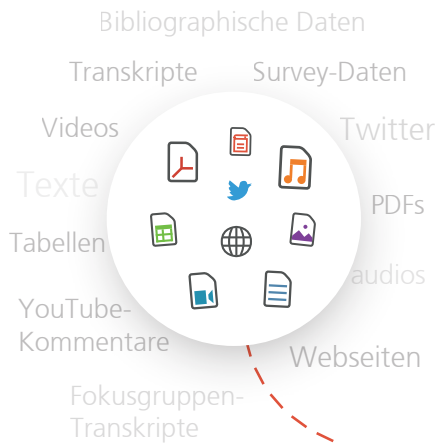 Bibliographische Daten
Transkripte
Survey-Daten
Videos
Twitter
Texte
PDFs
Tabellen
audios
YouTube-
Kommentare
Webseiten
Fokusgruppen-
Transkripte